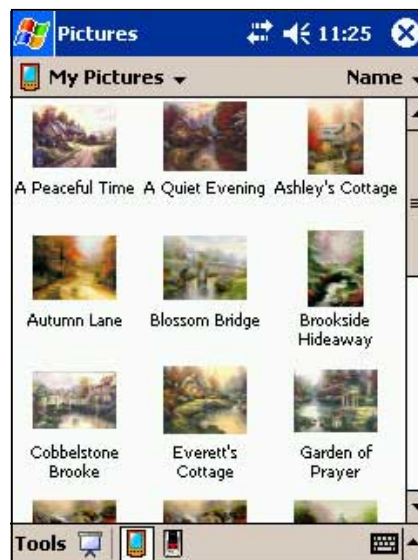 Pictures 11:25
My Pictures Name
A Peaceful Time A Quiet Evening Ashley's Cottage
Autumn Lane Blossom Bridge Brookside
Hideaway
Cobbelstone Everett's Garden of
Brooke Cottage Prayer
Tools